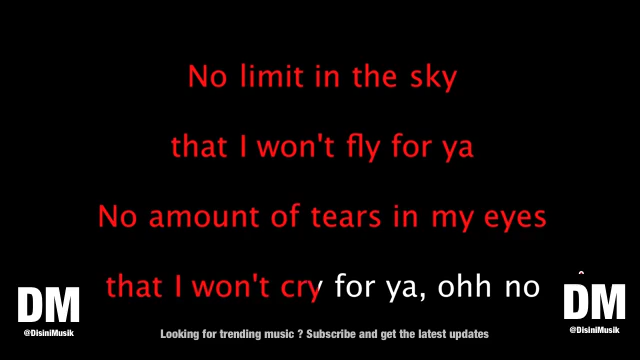 No limit in the sky
that I won't fly for ya
No amount of tears in my eyes
that I won't cry for ya, ohh no
DM
@DisiniMusik
DM
@DisiniMusik
Looking for trending music ? Subscribe and get the latest updates